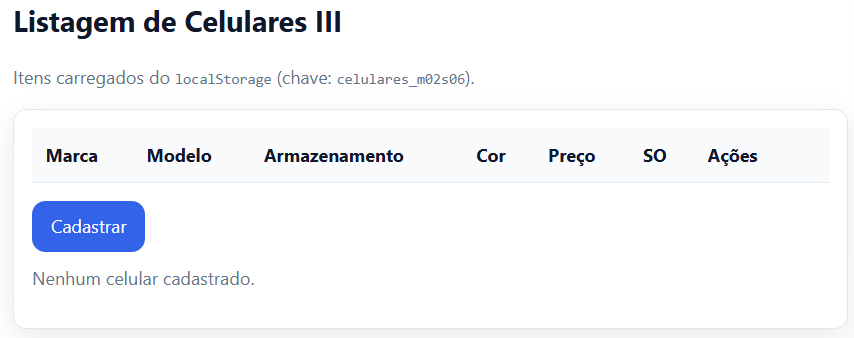 Listagem de Celulares III
Itens carregados do localStorage (chave: celulares_m02s06).
Marca Modelo Armazenamento Cor Preço SO Ações
Cadastrar
Nenhum celular cadastrado.